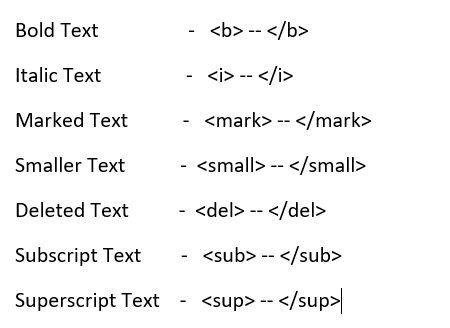 Bold Text - <b> -- </b>
Italic Text - <i> -- </i>
Marked Text - <mark> -- </mark>
Smaller Text - <small> -- </small>
Deleted Text - <del> -- </del>
Subscript Text - <sub> -- </sub>
Superscript Text - <sup> -- </sup>